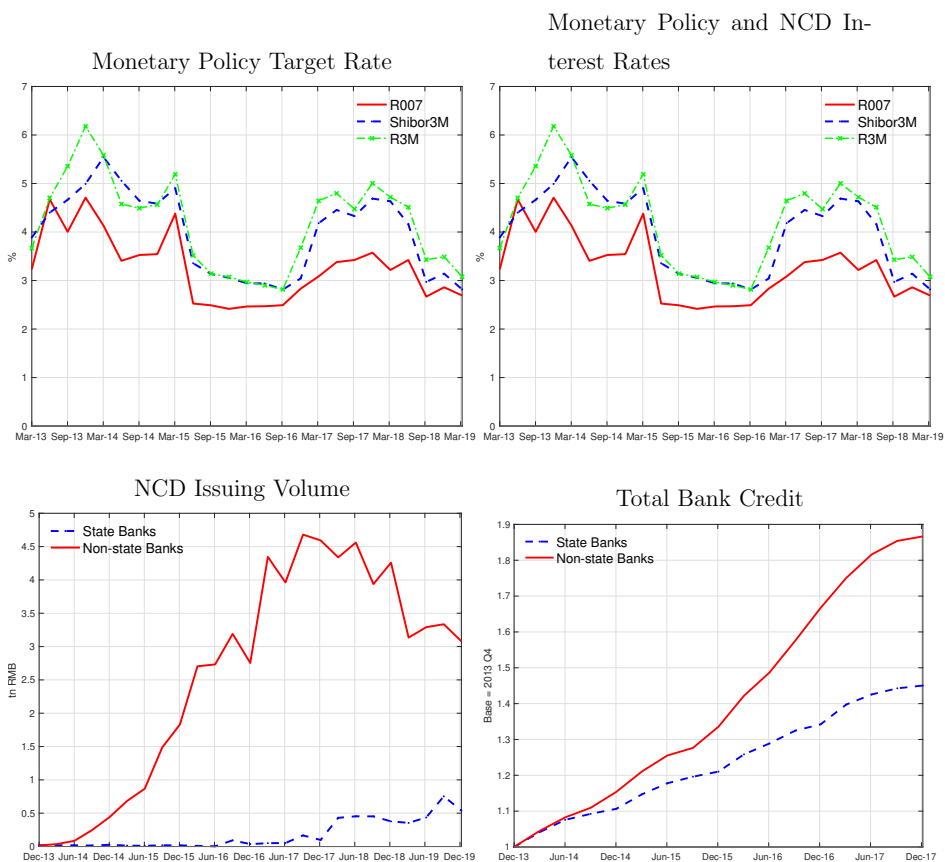 Monetary Policy Target Rate
7
6
5
4
3
2
1
0
%
R007
Shibor3M
R3M
Mar-13 Sep-13 Mar-14 Sep-14 Mar-15 Sep-15 Mar-16 Sep-16 Mar-17 Sep-17 Mar-18 Sep-18 Mar-19
Monetary Policy and NCD In-
terest Rates
7
6
5
4
3
2
1
0
%
R007
Shibor3M
R3M
Mar-13 Sep-13 Mar-14 Sep-14 Mar-15 Sep-15 Mar-16 Sep-16 Mar-17 Sep-17 Mar-18 Sep-18 Mar-19
NCD Issuing Volume
5
4.5
4
3.5
3
2.5
2
1.5
1
0.5
0
tn RMB
State Banks
Non-state Banks
Dec-13 Jun-14 Dec-14 Jun-15 Dec-15 Jun-16 Dec-16 Jun-17 Dec-17 Jun-18 Dec-18 Jun-19 Dec-19
Total Bank Credit
1.9
1.8
1.7
1.6
1.5
1.4
1.3
1.2
1.1
1
Base = 2013 Q4
State Banks
Non-state Banks
Dec-13 Jun-14 Dec-14 Jun-15 Dec-15 Jun-16 Dec-16 Jun-17 Dec-17